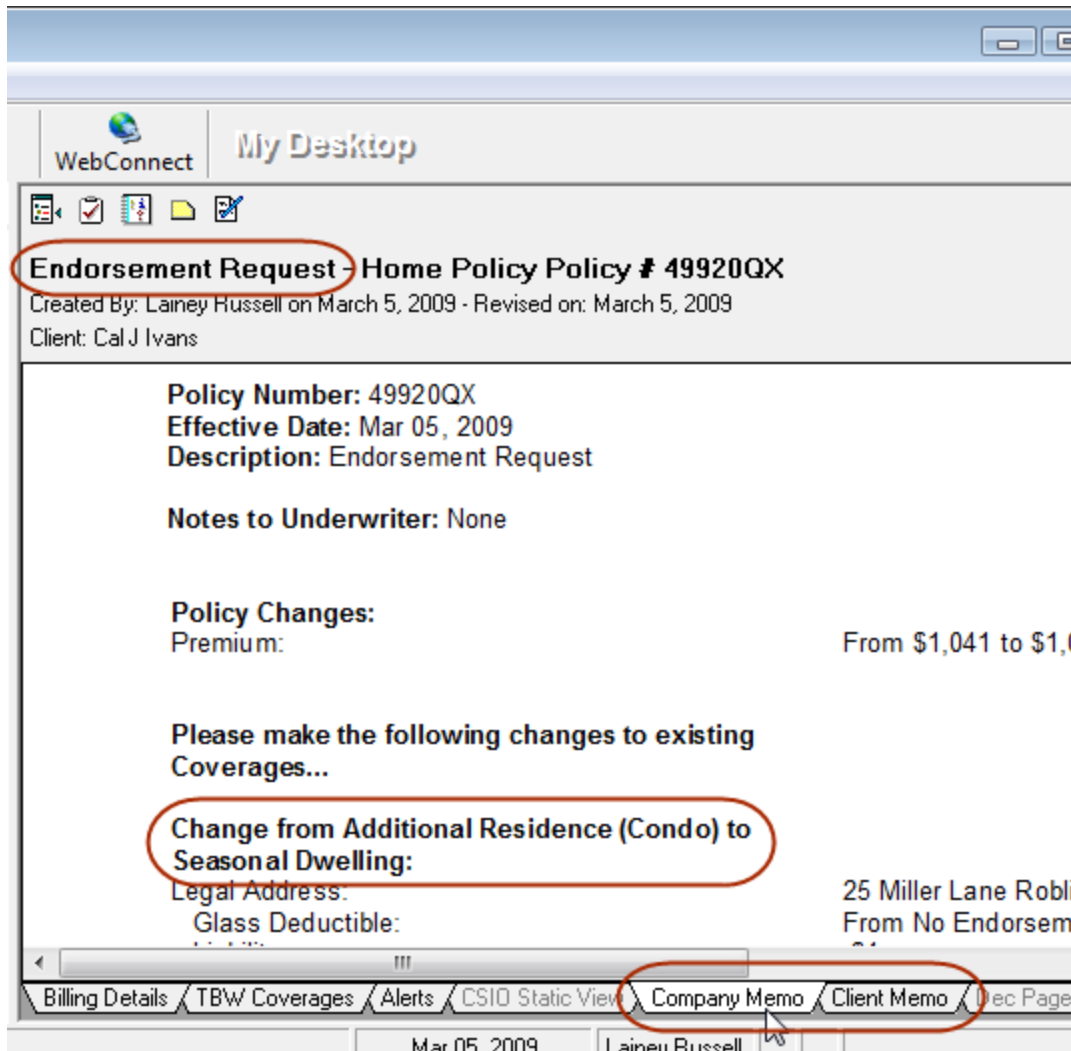 WebConnect
My Desktop
Endorsement Request - Home Policy Policy # 49920QX
Created By: Lainey Russell on March 5, 2009 - Revised on: March 5, 2009
Client: Cal J Ivans
Policy Number: 49920QX
Effective Date: Mar 05, 2009
Description: Endorsement Request
Notes to Underwriter: None
Policy Changes:
Premium: From $1,041 to $1,
Please make the following changes to existing
Coverages...
Change from Additional Residence (Condo) to
Seasonal Dwelling:
Legal Address: 25 Miller Lane Robli
Glass Deductible: From No Endorsem
Billing Details TBW Coverages Alerts CSIO Static View Company Memo Client Memo Dec Page
Mar 05, 2009 Lainey Russell